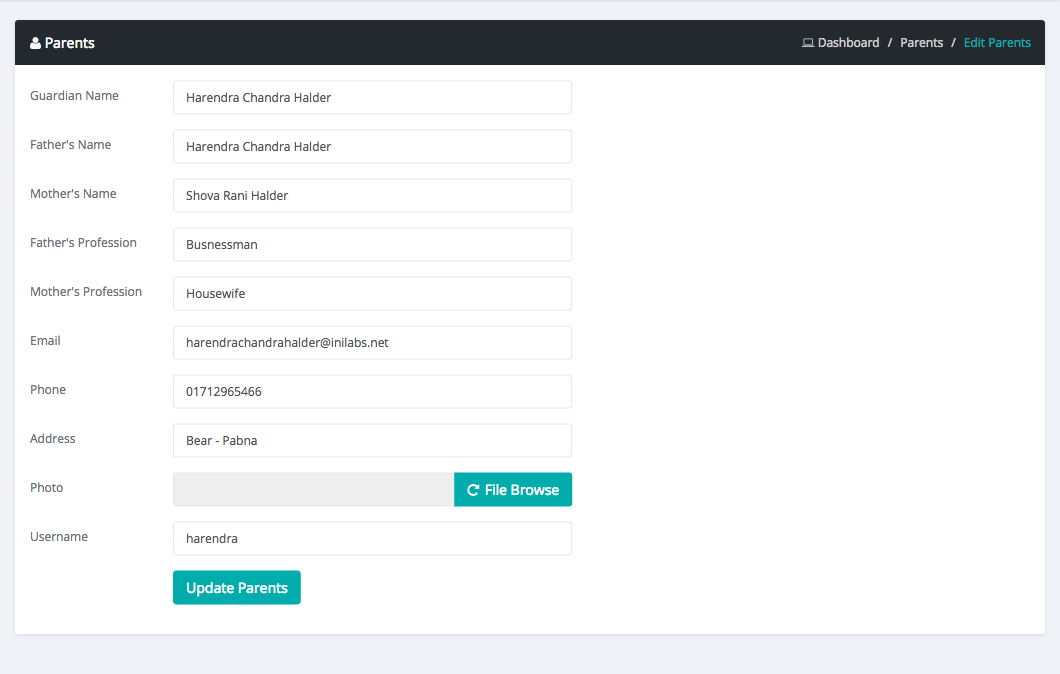 Parents
Dashboard / Parents / Edit Parents
Guardian Name
Harendra Chandra Halder
Father's Name
Harendra Chandra Halder
Mother's Name
Shova Rani Halder
Father's Profession
Busnessman
Mother's Profession
Housewife
Email
harendrachandrahalder@inilabs.net
Phone
01712965466
Address
Bear - Pabna
Photo
File Browse
Username
harendra
Update Parents